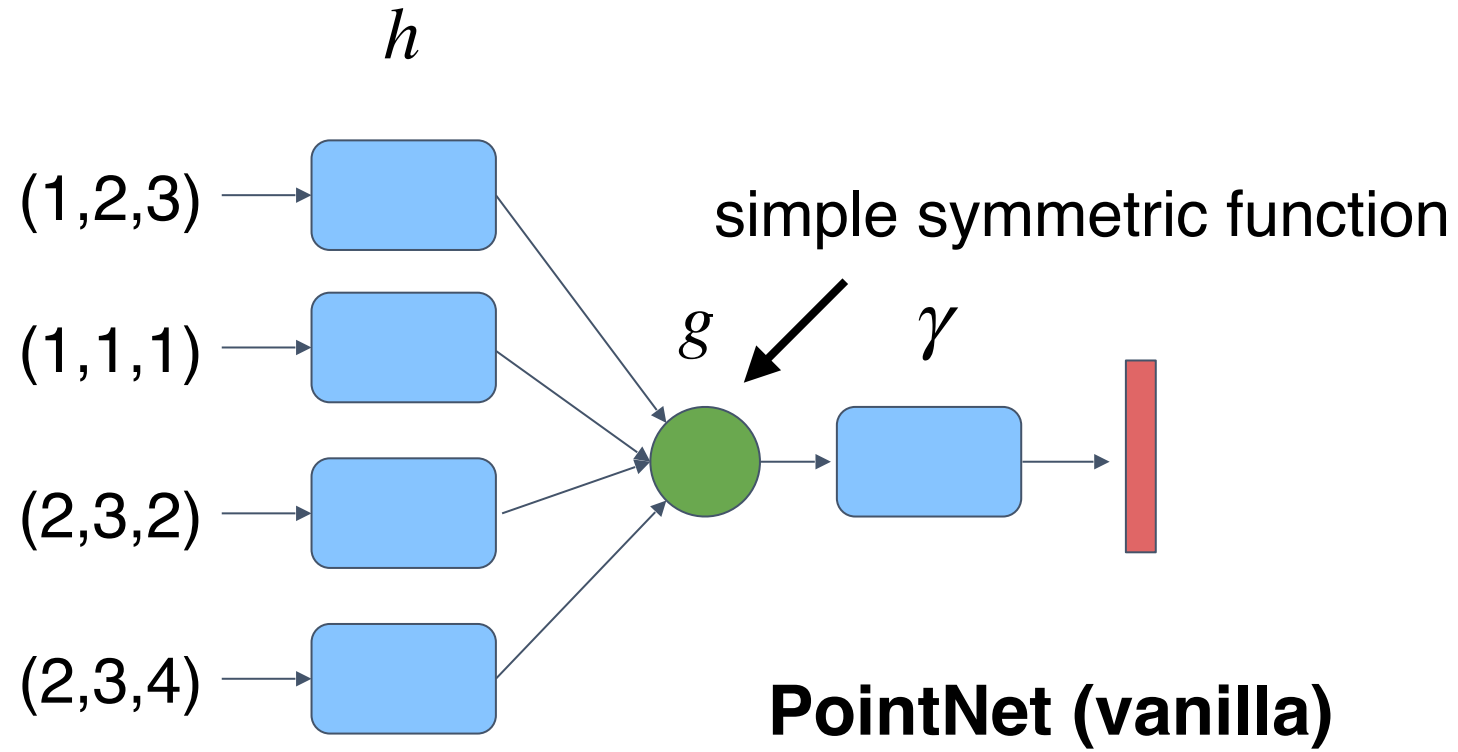 h
(1,2,3)
simple symmetric function
(1,1,1)
g
γ
(2,3,2)
(2,3,4)
PointNet (vanilla)